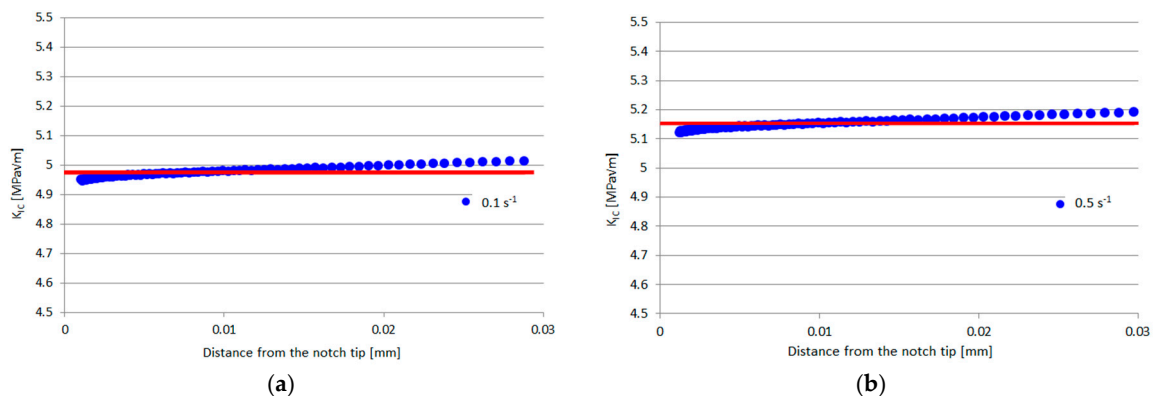 5.5
5.4
5.3
5.2
5.1
5
4.9
4.8
4.7
4.6
4.5
K_IC [MPa√/m]
0 0.01 0.02 0.03
Distance from the notch tip [mm]
0.1 s⁻¹
(a)
5.5
5.4
5.3
5.2
5.1
5
4.9
4.8
4.7
4.6
4.5
K_IC [MPa√/m]
0 0.01 0.02 0.03
Distance from the notch tip [mm]
0.5 s⁻¹
(b)